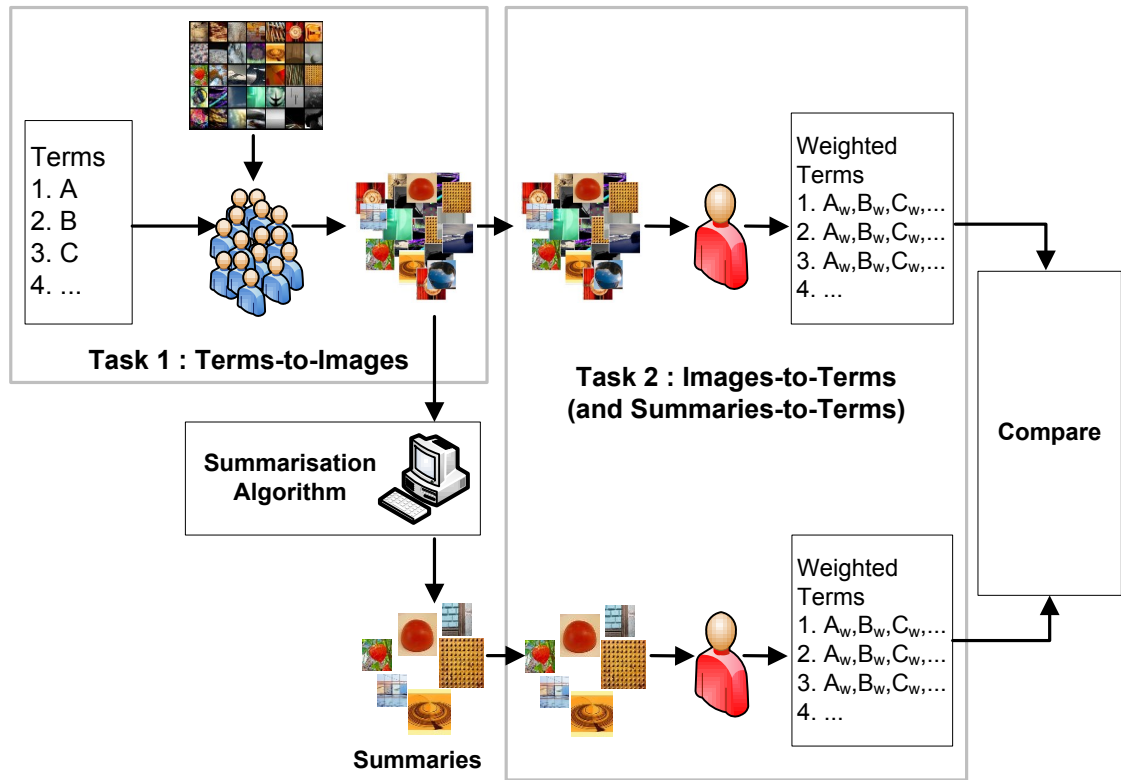 Terms
1. A
2. B
3. C
4. ...
Task 1 : Terms-to-Images
Weighted
Terms
1. Aw,Bw,Cw,...
2. Aw,Bw,Cw,...
3. Aw,Bw,Cw,...
4. ...
Task 2 : Images-to-Terms
(and Summaries-to-Terms)
Compare
Summarisation
Algorithm
Summaries
Weighted
Terms
1. Aw,Bw,Cw,...
2. Aw,Bw,Cw,...
3. Aw,Bw,Cw,...
4. ...